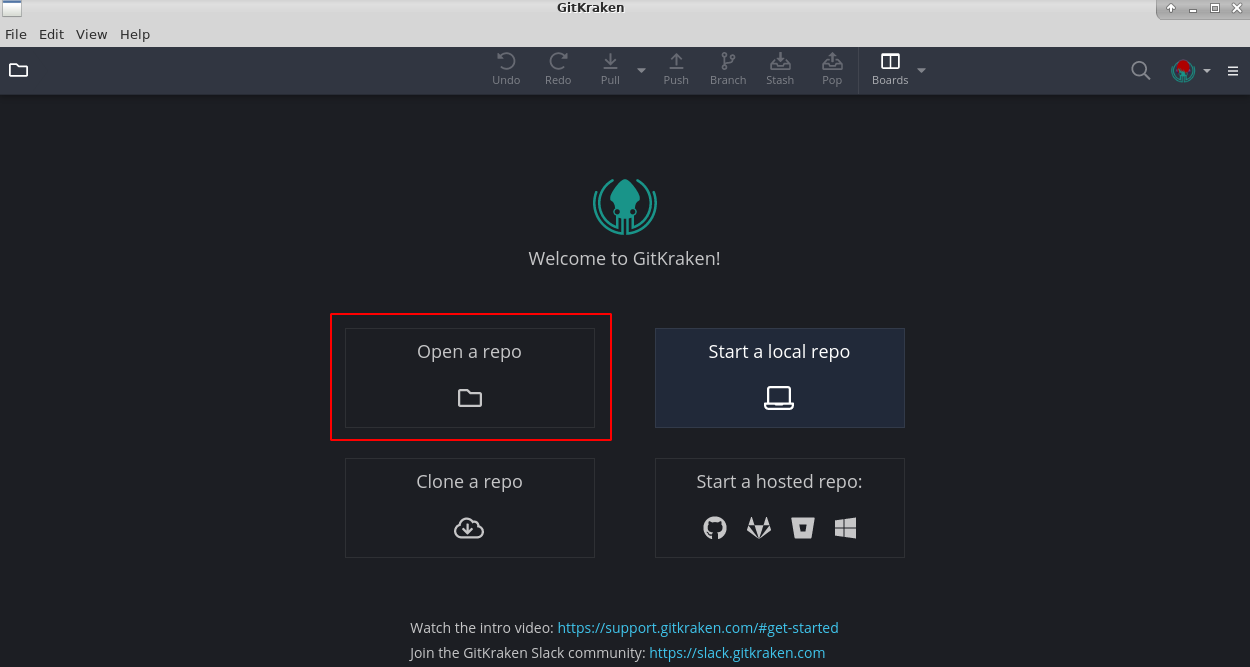 GitKraken
File Edit View Help
Undo Redo Pull Push Branch Stash Pop Boards
Welcome to GitKraken!
Open a repo
Start a local repo
Clone a repo
Start a hosted repo:
Watch the intro video: https://support.gitkraken.com/#get-started
Join the GitKraken Slack community: https://slack.gitkraken.com